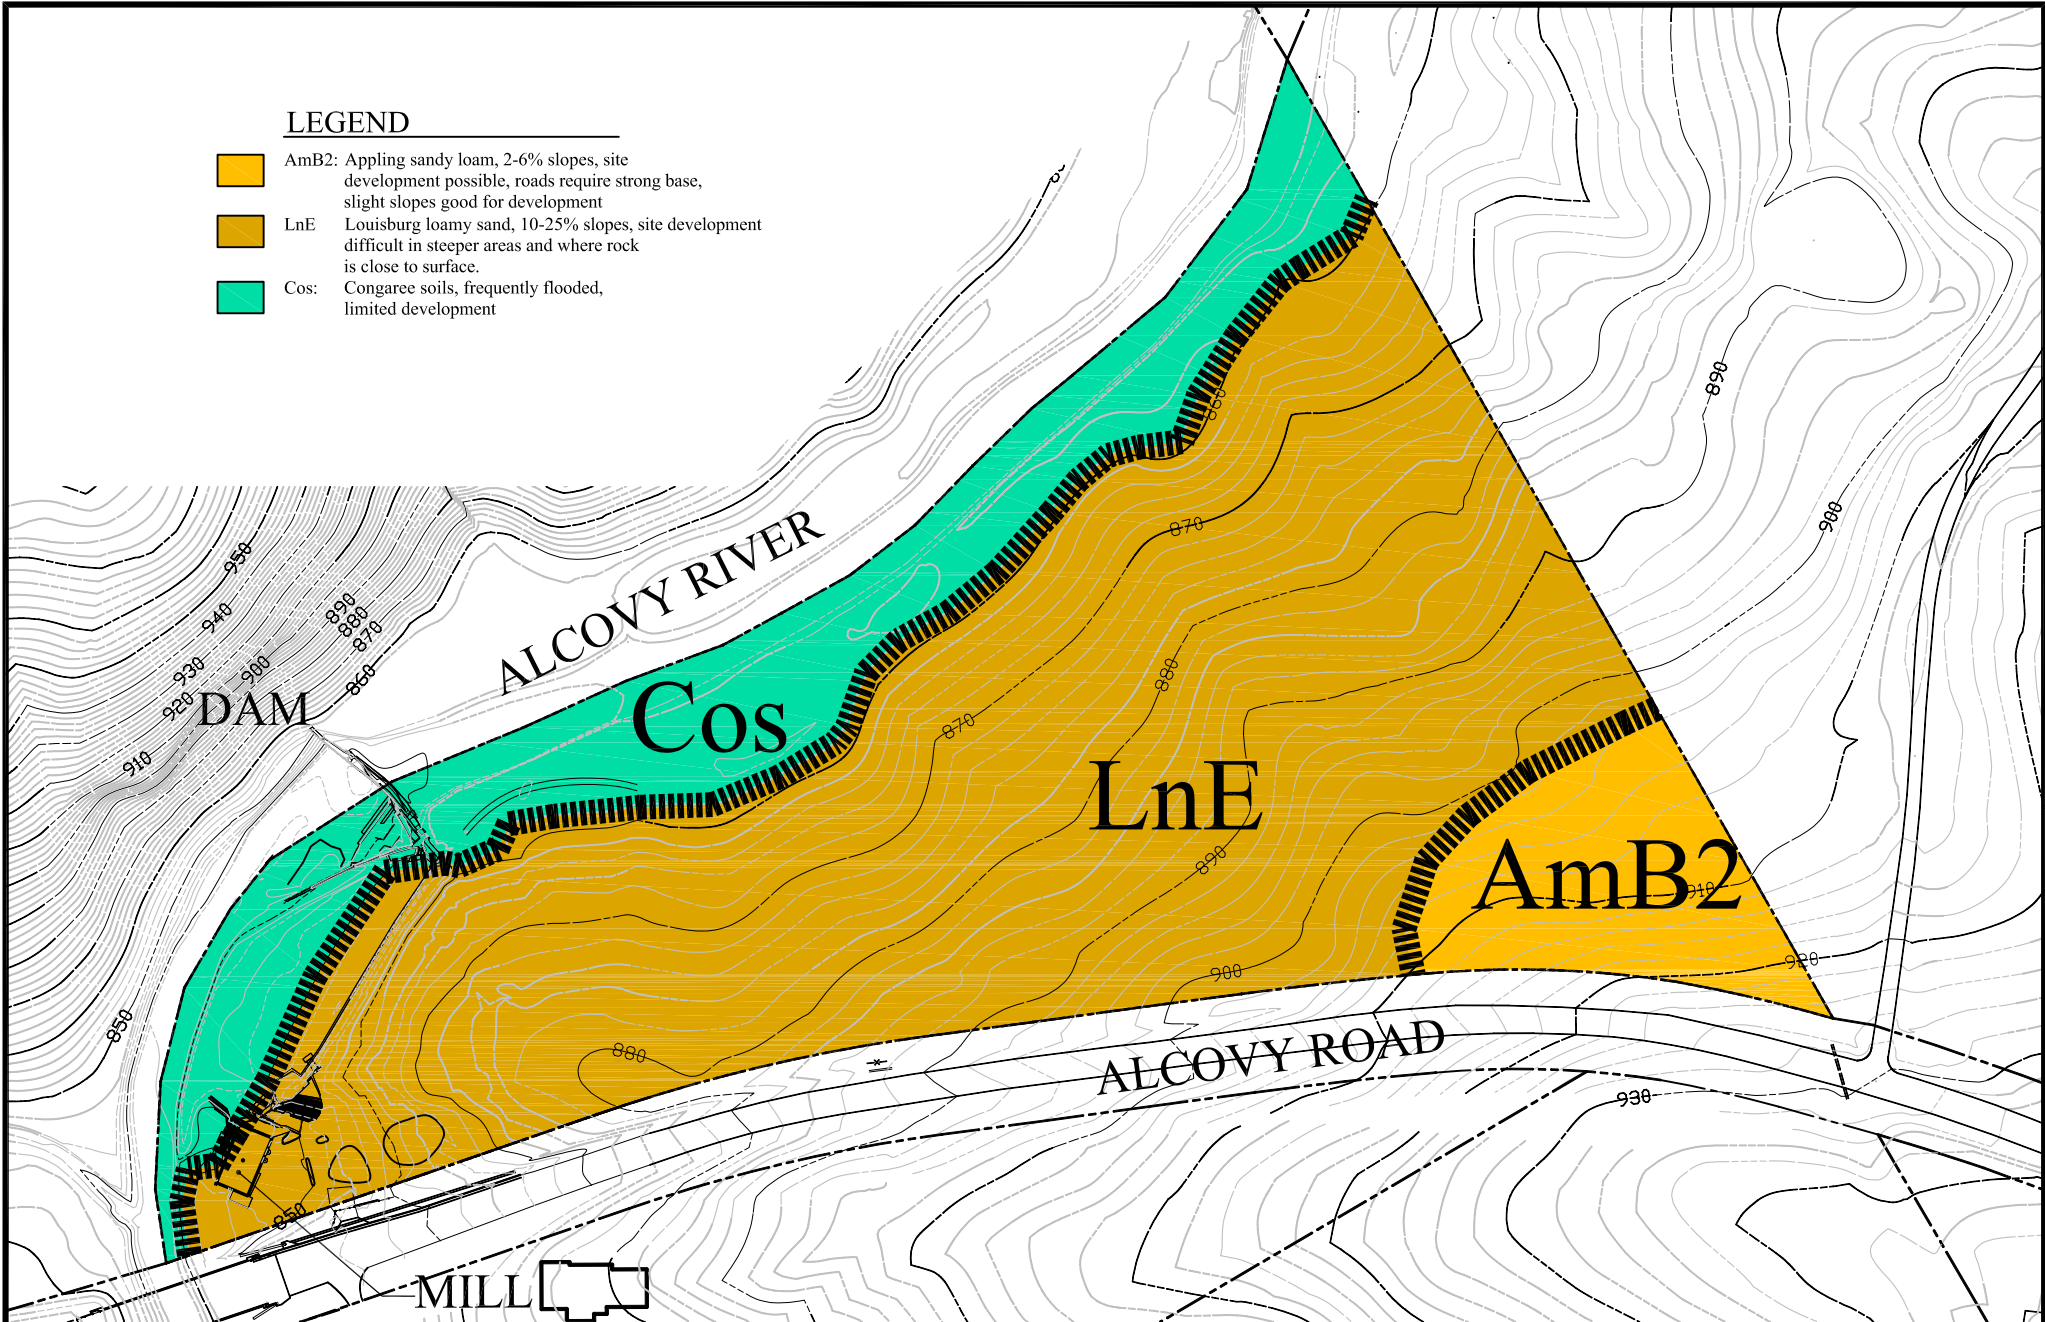 LEGEND
AmB2: Appling sandy loam, 2-6% slopes, site
development possible, roads require strong base,
slight slopes good for development
LnE Louisburg loamy sand, 10-25% slopes, site development
difficult in steeper areas and where rock
is close to surface.
Cos: Congaree soils, frequently flooded,
limited development
860
890
870
900
ALCOVY RIVER
950
940
890
880
870
860
930
900
920
910
DAM
Cos
880
870
LnE
890
AmB2
910
900
920
850
880
ALCOVY ROAD
930
850
MILL